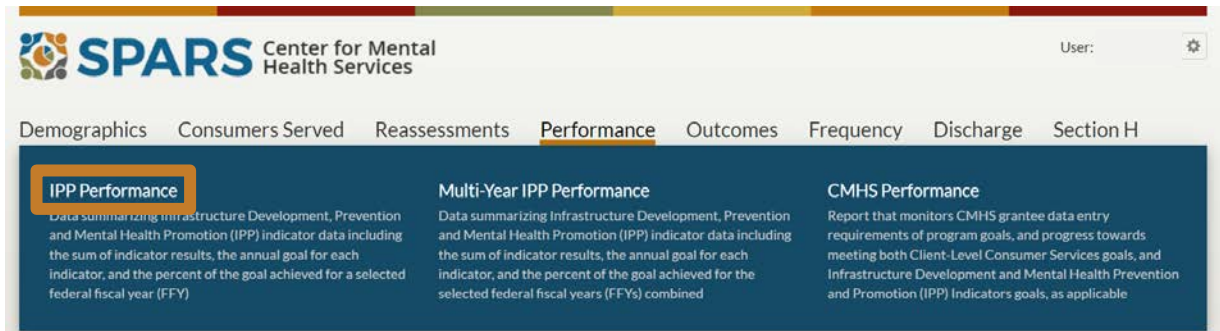 SPARS Center for Mental Health Services
User:
Demographics Consumers Served Reassessments Performance Outcomes Frequency Discharge Section H
IPP Performance
Data summarizing Infrastructure Development, Prevention
and Mental Health Promotion (IPP) indicator data including
the sum of indicator results, the annual goal for each
indicator, and the percent of the goal achieved for a selected
federal fiscal year (FFY)
Multi-Year IPP Performance
Data summarizing Infrastructure Development, Prevention
and Mental Health Promotion (IPP) indicator data including
the sum of indicator results, the annual goal for each
indicator, and the percent of the goal achieved for the
selected federal fiscal years (FFYs) combined
CMHS Performance
Report that monitors CMHS grantee data entry
requirements of program goals, and progress towards
meeting both Client-Level Consumer Services goals, and
Infrastructure Development and Mental Health Prevention
and Promotion (IPP) Indicators goals, as applicable